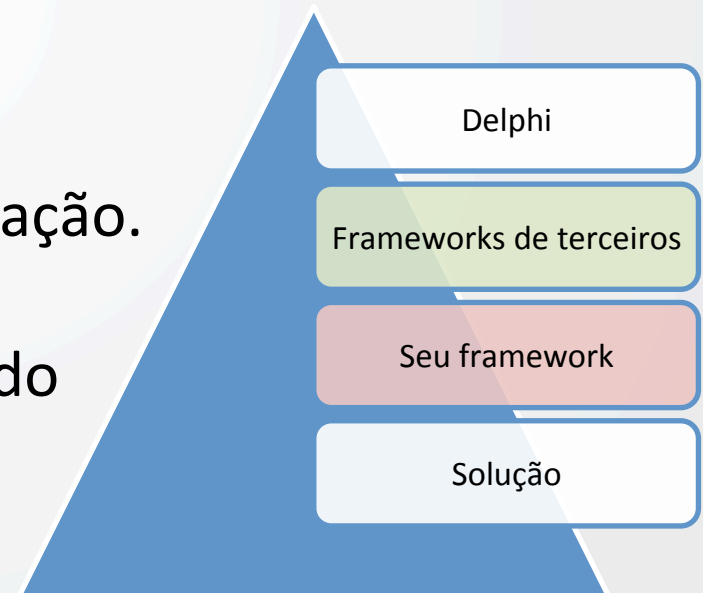 Delphi
ação.
Frameworks de terceiros
Seu framework
do
Solução